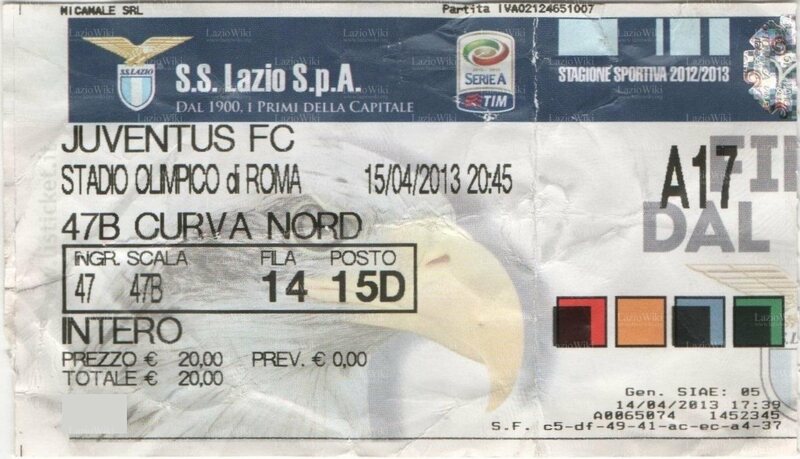 MICAMALE SRL Partita IVA02124651007
S.S. LAZIO
S.S. Lazio S.p.A.
DAL 1900, I PRIMI DELLA CAPITALE
SERIE A
TIM
STAGIONE SPORTIVA 2012/2013
JUVENTUS FC
STADIO OLIMPICO di ROMA 15/04/2013 20:45
A17
47B CURVA NORD
DAL
INGR. SCALA FILA POSTO
47 47B 14 15D
INTERO
PREZZO € 20,00 PREV. € 0,00
TOTALE € 20,00
Gen. SIAE: 05
14/04/2013 17:39
A0065074 1452345
S.F. c5-df-49-41-ac-ec-a4-37
LazioWiki